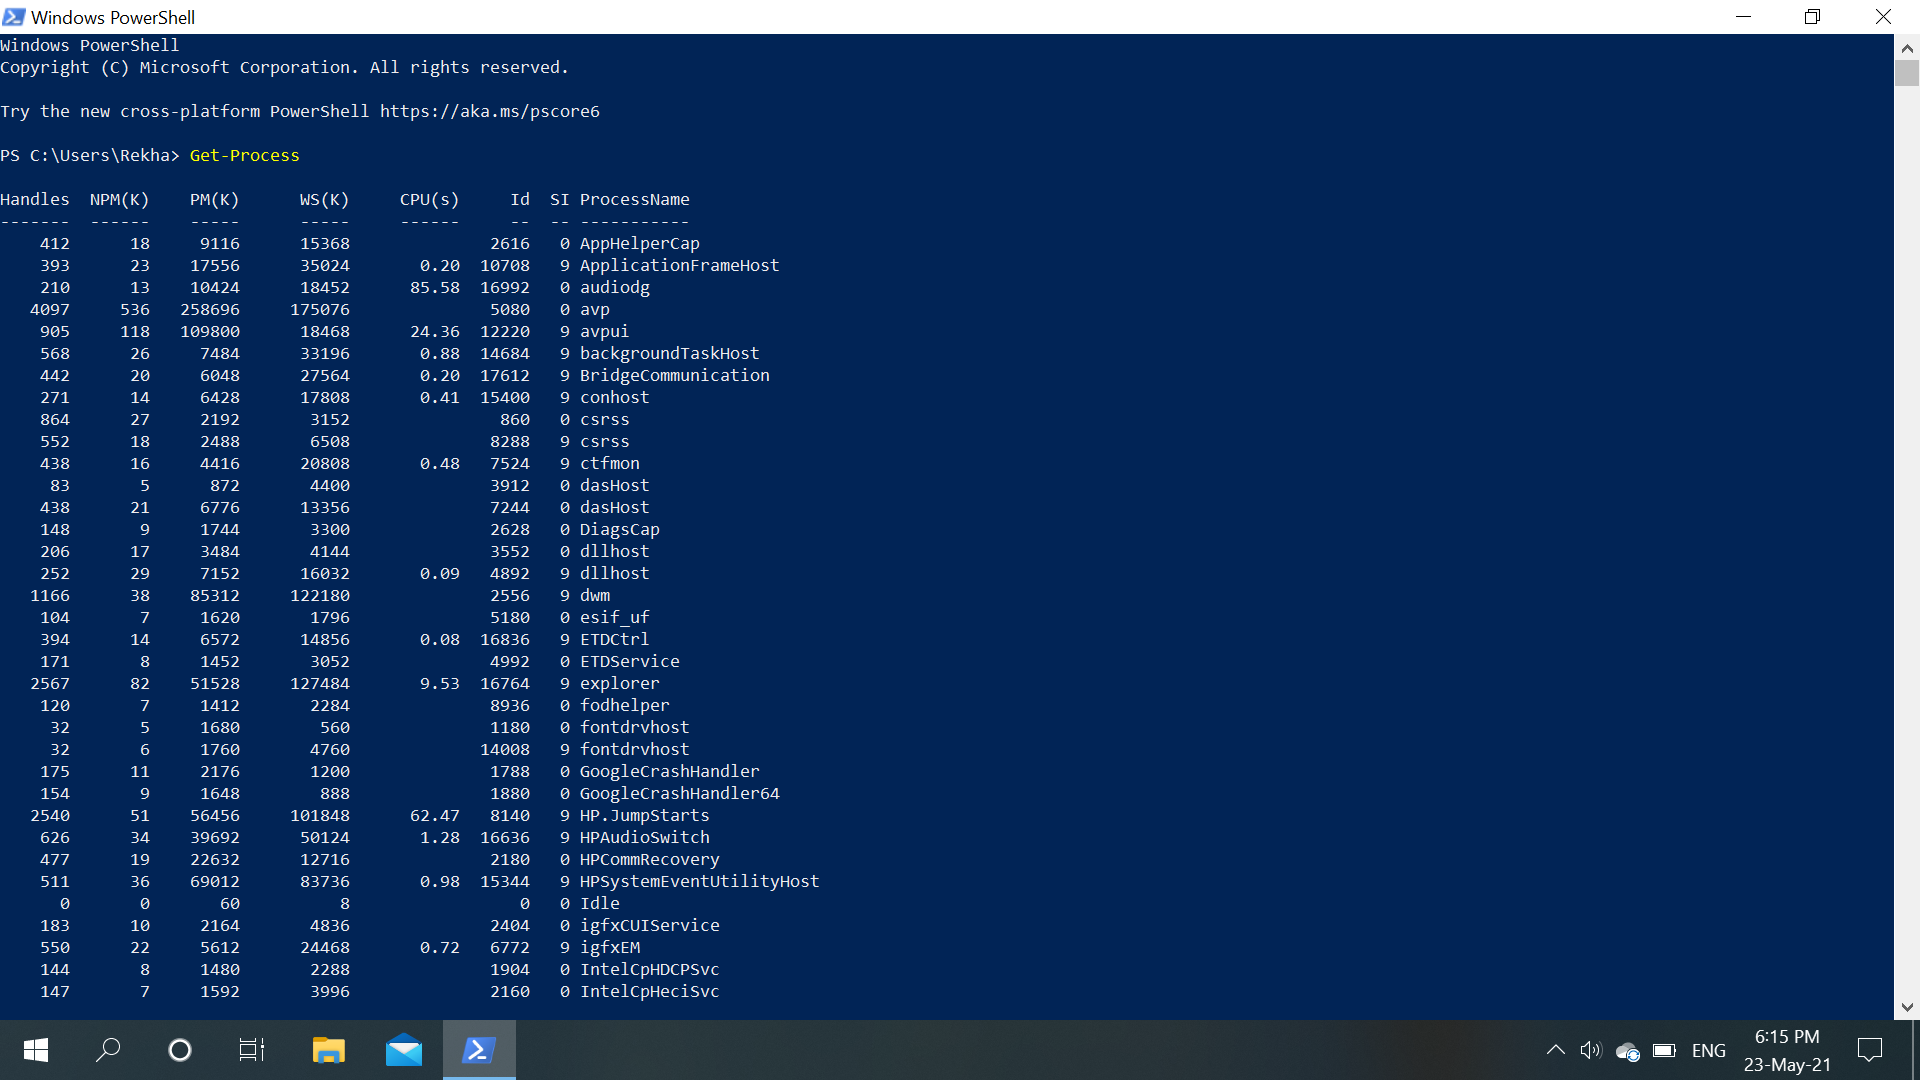 Windows PowerShell
Windows PowerShell
Copyright (C) Microsoft Corporation. All rights reserved.
Try the new cross-platform PowerShell https://aka.ms/pscore6
PS C:\Users\Rekha> Get-Process
Handles  NPM(K)    PM(K)      WS(K)     CPU(s)     Id  SI ProcessName
-------  ------    -----      -----     ------     --  -- -----------
    412      18     9116      15368              2616   0 AppHelperCap
    393      23    17556      35024       0.20  10708   9 ApplicationFrameHost
    210      13    10424      18452      85.58  16992   0 audiodg
   4097     536   258696     175076              5080   0 avp
    905     118   109800      18468      24.36  12220   9 avpui
    568      26     7484      33196       0.88  14684   9 backgroundTaskHost
    442      20     6048      27564       0.20  17612   9 BridgeCommunication
    271      14     6428      17808       0.41  15400   9 conhost
    864      27     2192       3152               860   0 csrss
    552      18     2488       6508              8288   9 csrss
    438      16     4416      20808       0.48   7524   9 ctfmon
     83       5      872       4400              3912   0 dasHost
    438      21     6776      13356              7244   0 dasHost
    148       9     1744       3300              2628   0 DiagsCap
    206      17     3484       4144              3552   0 dllhost
    252      29     7152      16032       0.09   4892   9 dllhost
   1166      38    85312     122180              2556   9 dwm
    104       7     1620       1796              5180   0 esif_uf
    394      14     6572      14856       0.08  16836   9 ETDCtrl
    171       8     1452       3052              4992   0 ETDService
   2567      82    51528     127484       9.53  16764   9 explorer
    120       7     1412       2284              8936   0 fodhelper
     32       5     1680        560              1180   0 fontdrvhost
     32       6     1760       4760             14008   9 fontdrvhost
    175      11     2176       1200              1788   0 GoogleCrashHandler
    154       9     1648        888              1880   0 GoogleCrashHandler64
   2540      51    56456     101848      62.47   8140   9 HP.JumpStarts
    626      34    39692      50124       1.28  16636   9 HPAudioSwitch
    477      19    22632      12716              2180   0 HPCommRecovery
    511      36    69012      83736       0.98  15344   9 HPSystemEventUtilityHost
      0       0       60          8                 0   0 Idle
    183      10     2164       4836              2404   0 igfxCUIService
    550      22     5612      24468       0.72   6772   9 igfxEM
    144       8     1480       2288              1904   0 IntelCpHDCPSvc
    147       7     1592       3996              2160   0 IntelCpHeciSvc
ENG
6:15 PM
23-May-21